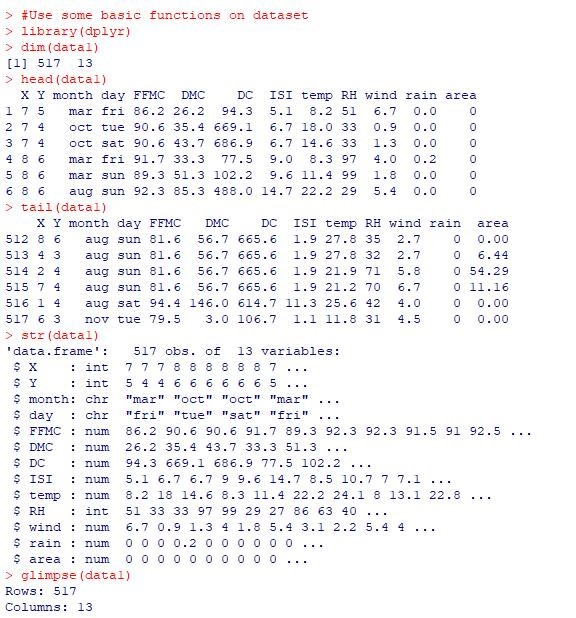 > #Use some basic functions on dataset
> library(dplyr)
> dim(data1)
[1] 517  13
> head(data1)
  X Y month day FFMC  DMC    DC  ISI temp RH wind rain area
1 7 5   mar fri 86.2 26.2  94.3  5.1  8.2 51  6.7  0.0    0
2 7 4   oct tue 90.6 35.4 669.1  6.7 18.0 33  0.9  0.0    0
3 7 4   oct sat 90.6 43.7 686.9  6.7 14.6 33  1.3  0.0    0
4 8 6   mar fri 91.7 33.3  77.5  9.0  8.3 97  4.0  0.2    0
5 8 6   mar sun 89.3 51.3 102.2  9.6 11.4 99  1.8  0.0    0
6 8 6   aug sun 92.3 85.3 488.0 14.7 22.2 29  5.4  0.0    0
> tail(data1)
    X Y month day FFMC   DMC    DC  ISI temp RH wind rain  area
512 8 6   aug sun 81.6  56.7 665.6  1.9 27.8 35  2.7    0  0.00
513 4 3   aug sun 81.6  56.7 665.6  1.9 27.8 32  2.7    0  6.44
514 2 4   aug sun 81.6  56.7 665.6  1.9 21.9 71  5.8    0 54.29
515 7 4   aug sun 81.6  56.7 665.6  1.9 21.2 70  6.7    0 11.16
516 1 4   aug sat 94.4 146.0 614.7 11.3 25.6 42  4.0    0  0.00
517 6 3   nov tue 79.5   3.0 106.7  1.1 11.8 31  4.5    0  0.00
> str(data1)
'data.frame':   517 obs. of  13 variables:
 $ X    : int  7 7 7 8 8 8 8 8 8 7 ...
 $ Y    : int  5 4 4 6 6 6 6 6 6 5 ...
 $ month: chr  "mar" "oct" "oct" "mar" ...
 $ day  : chr  "fri" "tue" "sat" "fri" ...
 $ FFMC : num  86.2 90.6 90.6 91.7 89.3 92.3 92.3 91.5 91 92.5 ...
 $ DMC  : num  26.2 35.4 43.7 33.3 51.3 ...
 $ DC   : num  94.3 669.1 686.9 77.5 102.2 ...
 $ ISI  : num  5.1 6.7 6.7 9 9.6 14.7 8.5 10.7 7 7.1 ...
 $ temp : num  8.2 18 14.6 8.3 11.4 22.2 24.1 8 13.1 22.8 ...
 $ RH   : int  51 33 33 97 99 29 27 86 63 40 ...
 $ wind : num  6.7 0.9 1.3 4 1.8 5.4 3.1 2.2 5.4 4 ...
 $ rain : num  0 0 0 0.2 0 0 0 0 0 0 ...
 $ area : num  0 0 0 0 0 0 0 0 0 0 ...
> glimpse(data1)
Rows: 517
Columns: 13